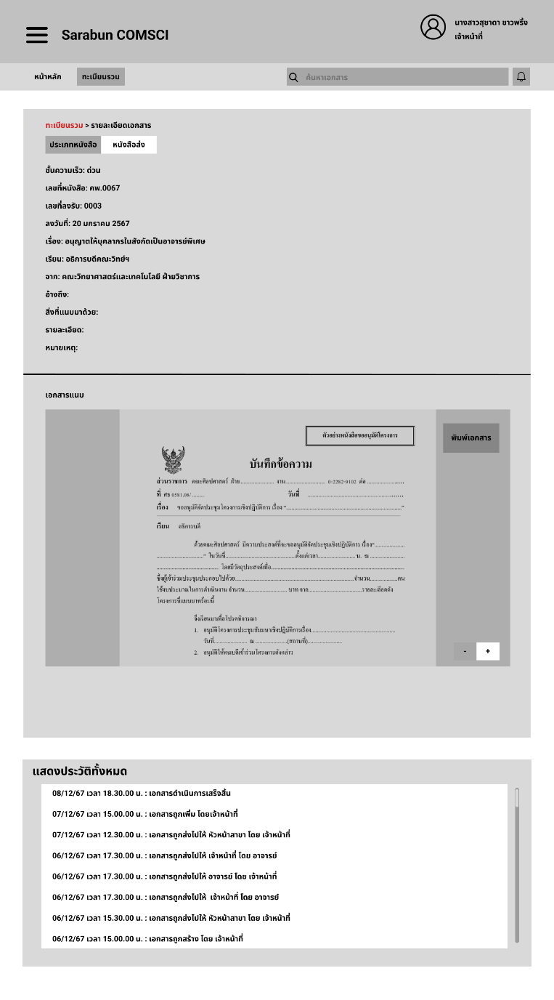 Sarabun COMSCI
นางสาวสุชาดา ขาวพริ้ง
เจ้าหน้าที่
หน้าหลัก
ทะเบียนรวม
ค้นหาเอกสาร
ทะเบียนรวม > รายละเอียดเอกสาร
ประเภทหนังสือ
หนังสือส่ง
ชั้นความเร็ว: ด่วน
เลขที่หนังสือ: คพ.0067
เลขที่ลงรับ: 0003
ลงวันที่: 20 มกราคม 2567
เรื่อง: อนุญาตให้บุคลากรในสังกัดเป็นอาจารย์พิเศษ
เรียน: อธิการบดีคณะวิทย์ฯ
จาก: คณะวิทยาศาสตร์และเทคโนโลยี ฝ่ายวิชาการ
อ้างถึง:
สิ่งที่แนบมาด้วย:
รายละเอียด:
หมายเหตุ:
เอกสารแนบ
ตัวอย่างหนังสือขออนุมัติโครงการ
พิมพ์เอกสาร
บันทึกข้อความ
ส่วนราชการ คณะศิลปศาสตร์ ฝ่าย..................... งาน........................ 0-2282-9102 ต่อ ......................
ที่ ศธ 0581.08/ ........ วันที่ ..........................................................
เรื่อง ขออนุมัติจัดประชุมโครงการเชิงปฏิบัติการ เรื่อง “......................................................................”
เรียน อธิการบดี
ด้วยคณะศิลปศาสตร์ มีความประสงค์ที่จะขออนุมัติจัดประชุมเชิงปฏิบัติการ เรื่อง“...................
.............................” ในวันที่...........................................ตั้งแต่เวลา....................... น. ณ .....................
...................................... โดยมีวัตถุประสงค์เพื่อ..................................................................................
ซึ่งผู้เข้าร่วมประชุมประกอบไปด้วย..........................................................................จำนวน.................คน
ใช้งบประมาณในการดำเนินงาน จำนวน.......................... บาท จาก.................................รายละเอียดดัง
โครงการที่แนบมาพร้อมนี้
จึงเรียนมาเพื่อโปรดพิจารณา
1. อนุมัติโครงการประชุมสัมมนาเชิงปฏิบัติการเรื่อง....................................................
วันที่.................... ณ ....................(สถานที่).....................
2. อนุมัติให้คณบดีเข้าร่วมโครงการดังกล่าว
- +
แสดงประวัติทั้งหมด
08/12/67 เวลา 18.30.00 น. : เอกสารดำเนินการเสร็จสิ้น
07/12/67 เวลา 15.00.00 น. : เอกสารถูกเพิ่ม โดยเจ้าหน้าที่
07/12/67 เวลา 12.30.00 น. : เอกสารถูกส่งไปให้ หัวหน้าสาขา โดย เจ้าหน้าที่
06/12/67 เวลา 17.30.00 น. : เอกสารถูกส่งไปให้ เจ้าหน้าที่ โดย อาจารย์
06/12/67 เวลา 17.30.00 น. : เอกสารถูกส่งไปให้ อาจารย์ โดย เจ้าหน้าที่
06/12/67 เวลา 17.30.00 น. : เอกสารถูกส่งไปให้ เจ้าหน้าที่ โดย อาจารย์
06/12/67 เวลา 15.30.00 น. : เอกสารถูกส่งไปให้ หัวหน้าสาขา โดย เจ้าหน้าที่
06/12/67 เวลา 15.00.00 น. : เอกสารถูกสร้าง โดย เจ้าหน้าที่